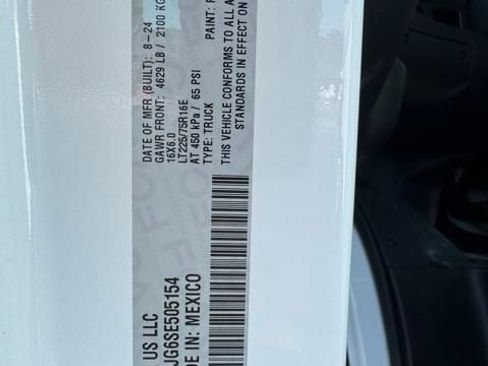 US LLC
JG6SE505154
DE IN: MEXICO
DATE OF MFR (BUILT): 8-24
GAWR FRONT: 4629 LB / 2100 KG
16X6.0
LT225/75R16E
AT 450 kPa / 65 PSI
TYPE: TRUCK
PAINT:
THIS VEHICLE CONFORMS TO ALL A
STANDARDS IN EFFECT ON